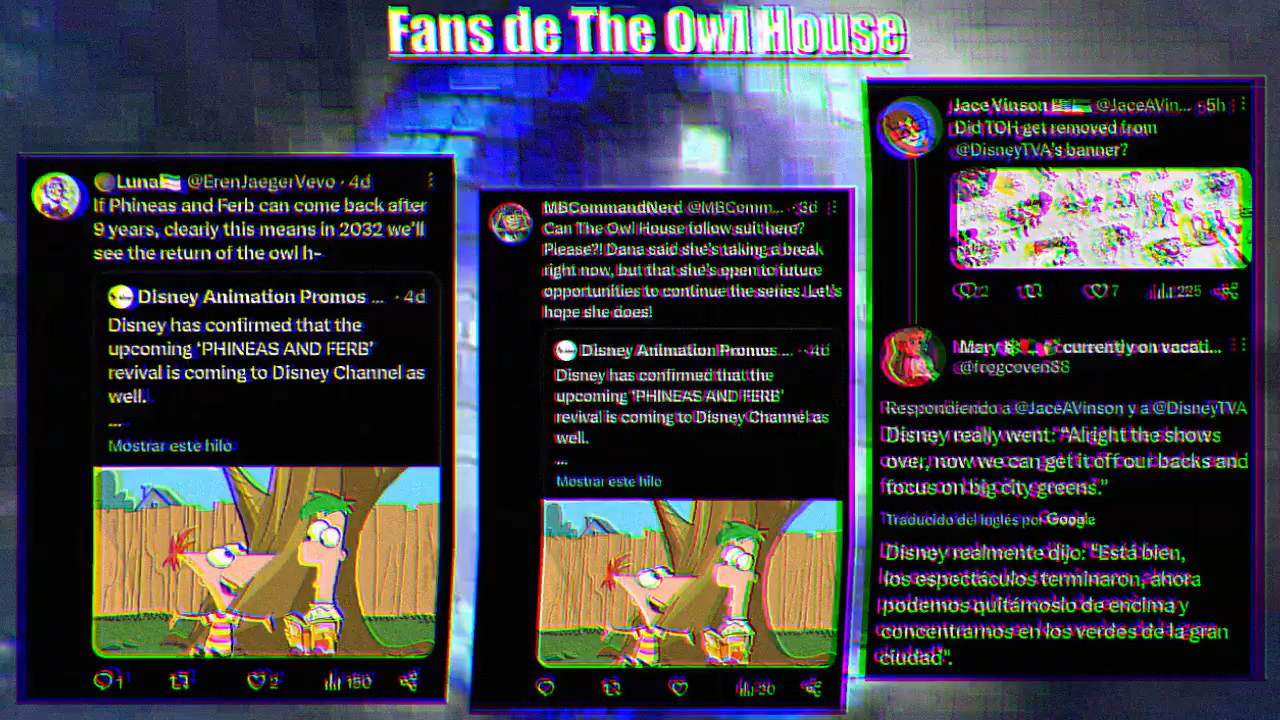 Fans de The Owl House
Luna @ErenJaegerVevo · 4d
If Phineas and Ferb can come back after
9 years, clearly this means in 2032 we'll
see the return of the owl h-
Disney Animation Promos ... · 4d
Disney has confirmed that the
upcoming 'PHINEAS AND FERB'
revival is coming to Disney Channel as
well.
...
Mostrar este hilo
1 2 150
MBCommandNerd @MBComm... · 3d
Can The Owl House follow suit here?
Please?! Dana said she's taking a break
right now, but that she's open to future
opportunities to continue the series. Let's
hope she does!
Disney Animation Promos ... · 4d
Disney has confirmed that the
upcoming 'PHINEAS AND FERB'
revival is coming to Disney Channel as
well.
...
Mostrar este hilo
20
Jace Vinson @JaceAVin... · 5h
Did TOH get removed from
@DisneyTVA's banner?
22 7 225
Mary currently on vacati...
@frogcoven88
Respondiendo a @JaceAVinson y a @DisneyTVA
Disney really went: "Alright the shows
over, now we can get it off our backs and
focus on big city greens."
Traducido del inglés por Google
Disney realmente dijo: "Está bien,
los espectáculos terminaron, ahora
podemos quitárnoslo de encima y
concentrarnos en los verdes de la gran
ciudad".